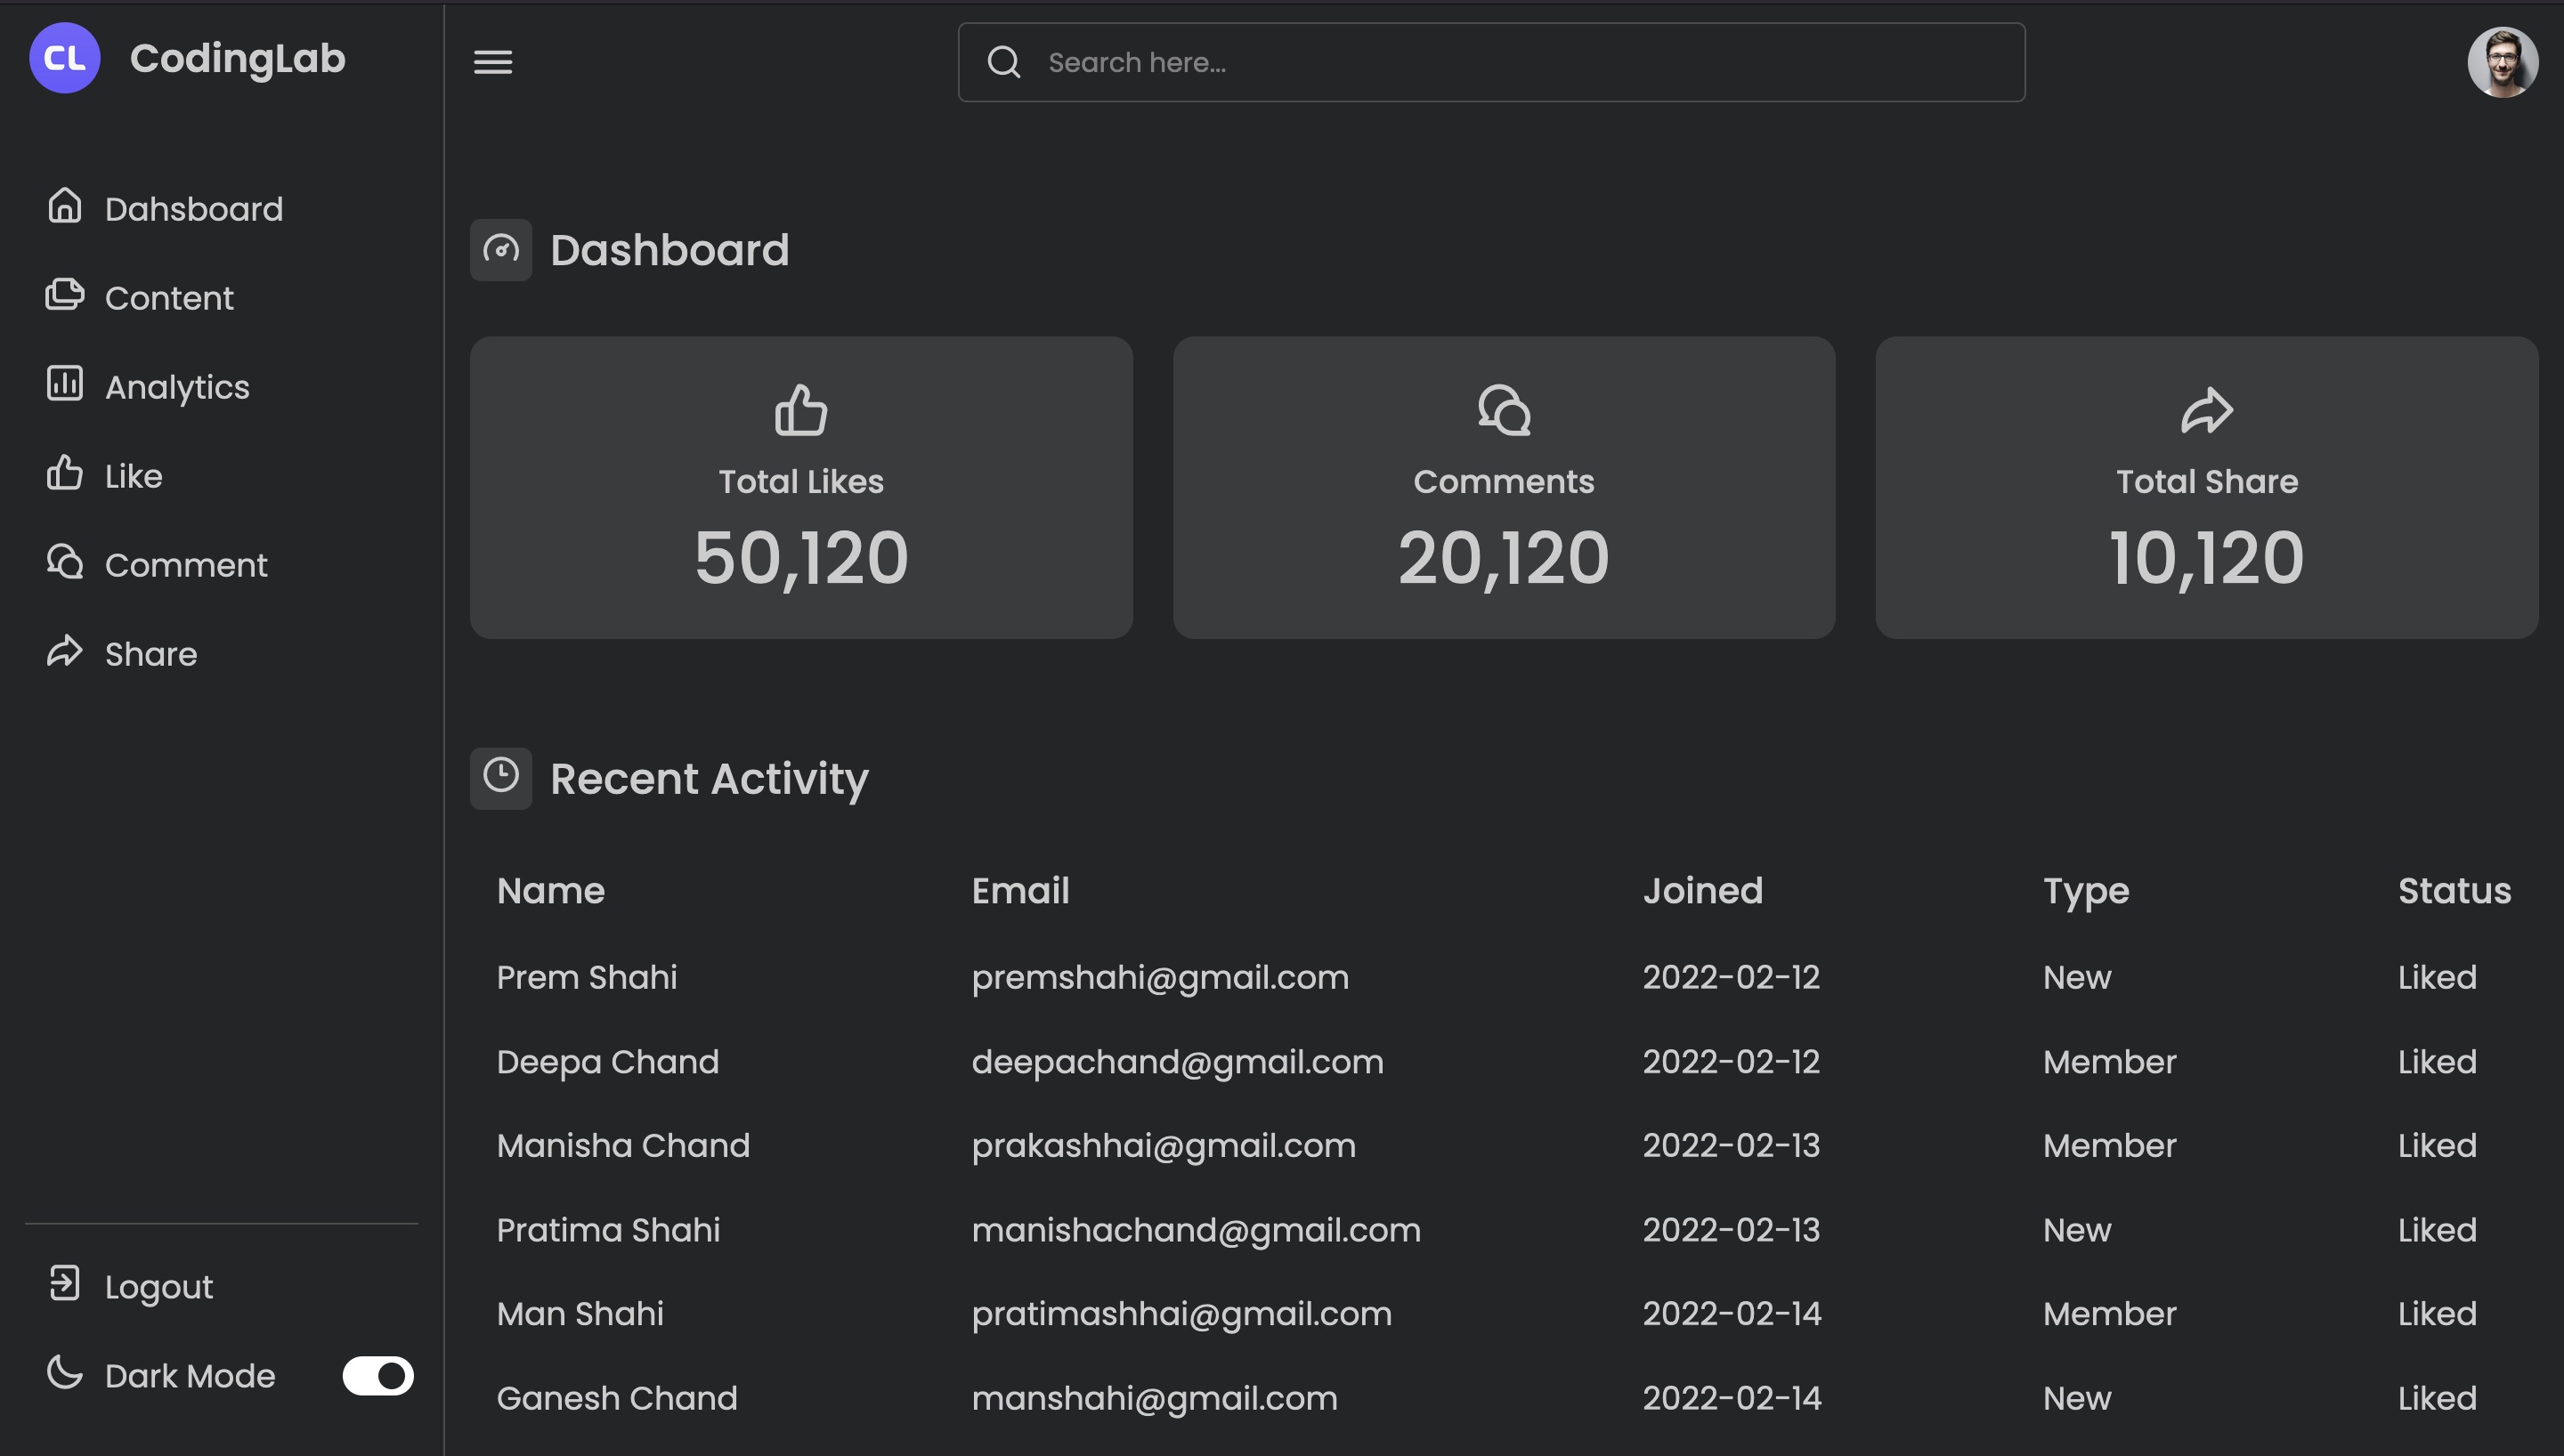 CL CodingLab
Search here...
Dahsboard
Content
Analytics
Like
Comment
Share
Logout
Dark Mode
Dashboard
Total Likes
50,120
Comments
20,120
Total Share
10,120
Recent Activity
Name Email Joined Type Status
Prem Shahi premshahi@gmail.com 2022-02-12 New Liked
Deepa Chand deepachand@gmail.com 2022-02-12 Member Liked
Manisha Chand prakashhai@gmail.com 2022-02-13 Member Liked
Pratima Shahi manishachand@gmail.com 2022-02-13 New Liked
Man Shahi pratimashhai@gmail.com 2022-02-14 Member Liked
Ganesh Chand manshahi@gmail.com 2022-02-14 New Liked